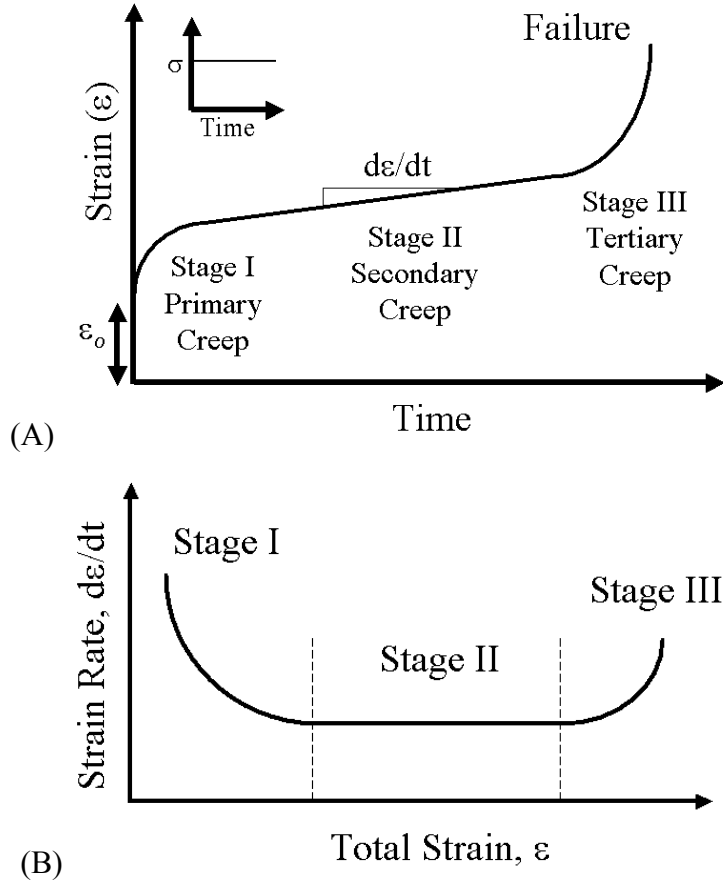 Failure
σ
Time
Strain (ε)
dε/dt
Stage I
Primary
Creep
Stage II
Secondary
Creep
Stage III
Tertiary
Creep
εo
Time
(A)
Strain Rate, dε/dt
Stage I
Stage II
Stage III
Total Strain, ε
(B)